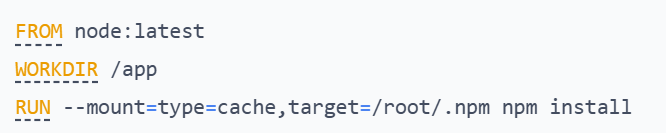 FROM node:latest
WORKDIR /app
RUN --mount=type=cache,target=/root/.npm npm install